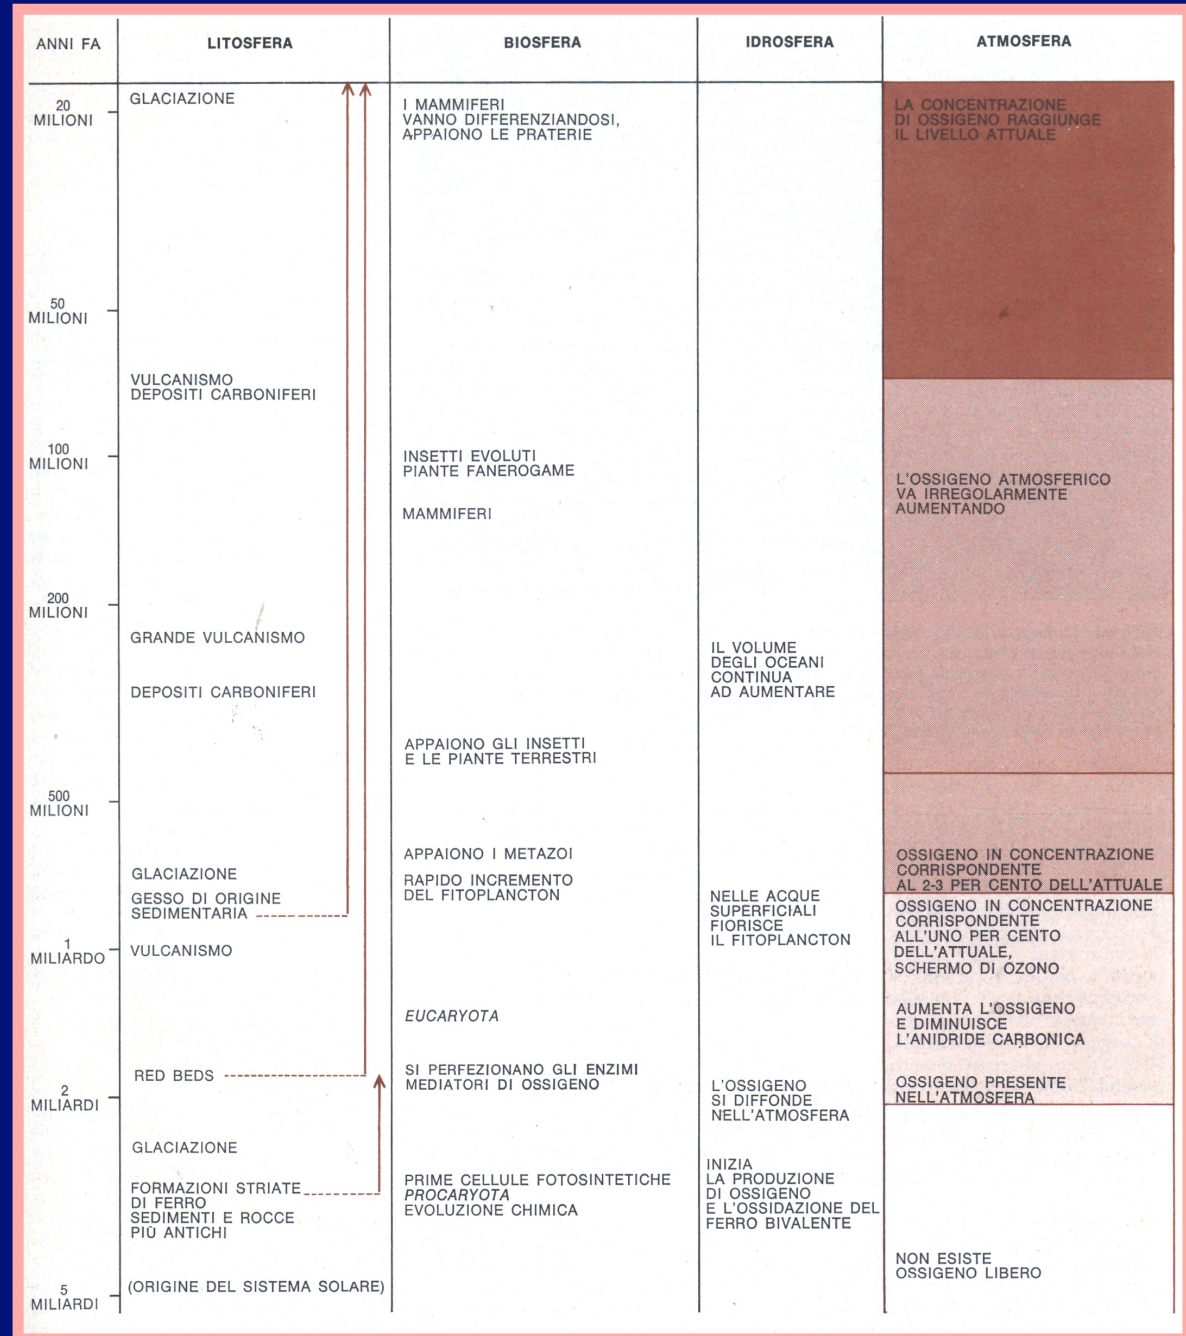 ANNI FA
LITOSFERA
BIOSFERA
IDROSFERA
ATMOSFERA
20
MILIONI
GLACIAZIONE
I MAMMIFERI
VANNO DIFFERENZIANDOSI,
APPAIONO LE PRATERIE
LA CONCENTRAZIONE
DI OSSIGENO RAGGIUNGE
IL LIVELLO ATTUALE
50
MILIONI
VULCANISMO
DEPOSITI CARBONIFERI
100
MILIONI
INSETTI EVOLUTI
PIANTE FANEROGAME
MAMMIFERI
L'OSSIGENO ATMOSFERICO
VA IRREGOLARMENTE
AUMENTANDO
200
MILIONI
GRANDE VULCANISMO
DEPOSITI CARBONIFERI
IL VOLUME
DEGLI OCEANI
CONTINUA
AD AUMENTARE
APPAIONO GLI INSETTI
E LE PIANTE TERRESTRI
500
MILIONI
APPAIONO I METAZOI
RAPIDO INCREMENTO
DEL FITOPLANCTON
OSSIGENO IN CONCENTRAZIONE
CORRISPONDENTE
AL 2-3 PER CENTO DELL'ATTUALE
GLACIAZIONE
GESSO DI ORIGINE
SEDIMENTARIA
NELLE ACQUE
SUPERFICIALI
FIORISCE
IL FITOPLANCTON
OSSIGENO IN CONCENTRAZIONE
CORRISPONDENTE
ALL'UNO PER CENTO
DELL'ATTUALE,
SCHERMO DI OZONO
1
MILIARDO
VULCANISMO
EUCARYOTA
AUMENTA L'OSSIGENO
E DIMINUISCE
L'ANIDRIDE CARBONICA
RED BEDS
SI PERFEZIONANO GLI ENZIMI
MEDIATORI DI OSSIGENO
L'OSSIGENO
SI DIFFONDE
NELL'ATMOSFERA
OSSIGENO PRESENTE
NELL'ATMOSFERA
2
MILIARDI
GLACIAZIONE
FORMAZIONI STRIATE
DI FERRO
SEDIMENTI E ROCCE
PIÙ ANTICHI
PRIME CELLULE FOTOSINTETICHE
PROCARYOTA
EVOLUZIONE CHIMICA
INIZIA
LA PRODUZIONE
DI OSSIGENO
E L'OSSIDAZIONE DEL
FERRO BIVALENTE
NON ESISTE
OSSIGENO LIBERO
5
MILIARDI
(ORIGINE DEL SISTEMA SOLARE)